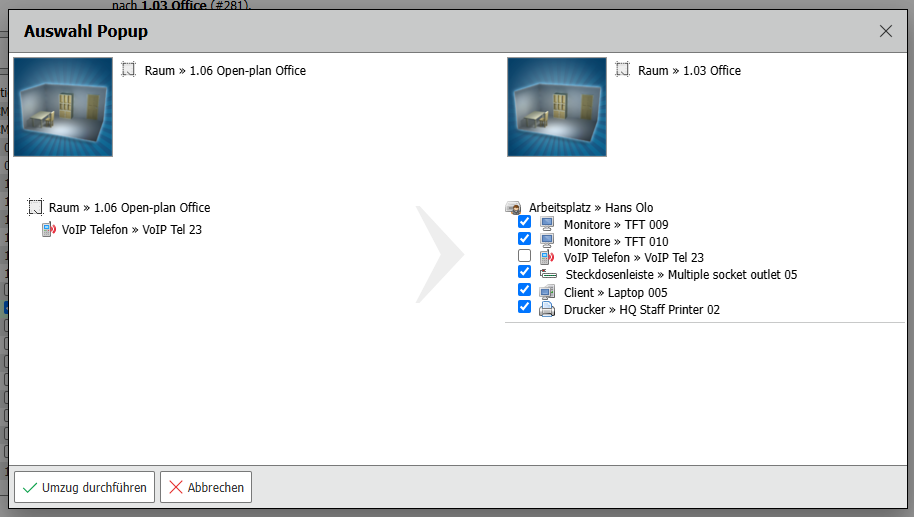 nach 1.03 Office (#281).
Auswahl Popup
Raum » 1.06 Open-plan Office
Raum » 1.03 Office
Raum » 1.06 Open-plan Office
VoIP Telefon » VoIP Tel 23
Arbeitsplatz » Hans Olo
Monitore » TFT 009
Monitore » TFT 010
VoIP Telefon » VoIP Tel 23
Steckdosenleiste » Multiple socket outlet 05
Client » Laptop 005
Drucker » HQ Staff Printer 02
Umzug durchführen
Abbrechen